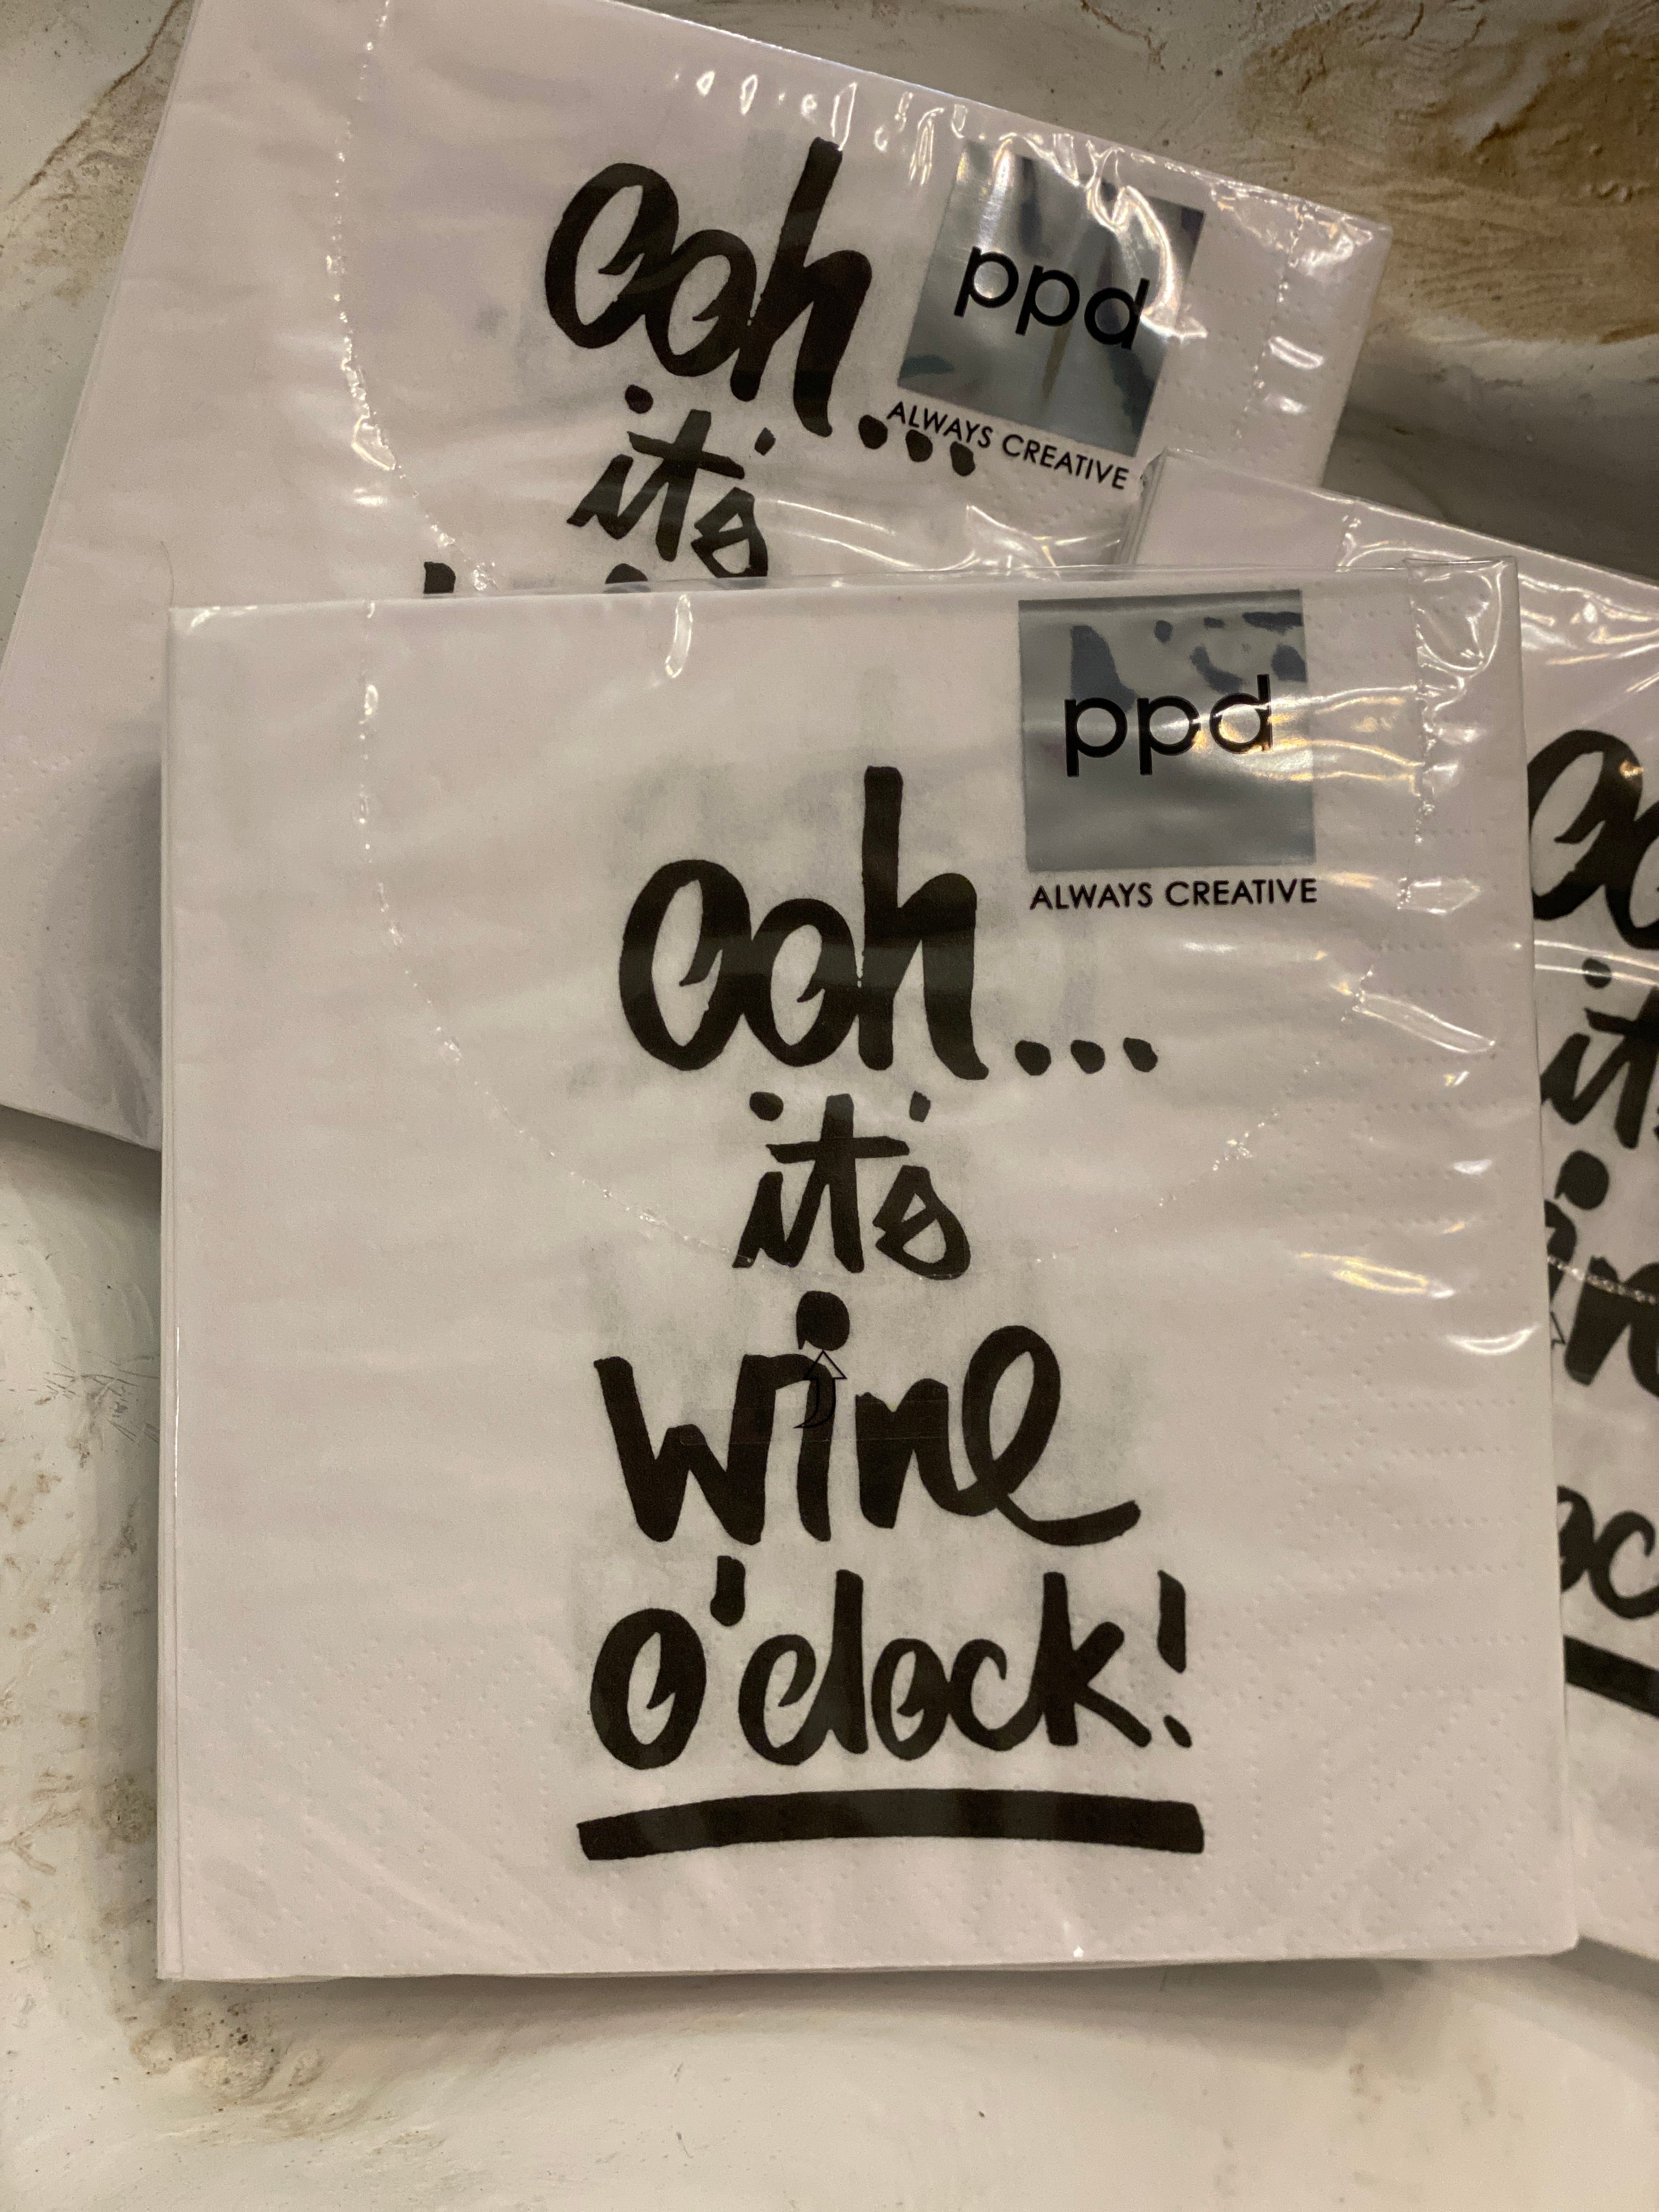 ooh...
ppd
ALWAYS CREATIVE
it's
ppd
ALWAYS CREATIVE
ooh...
it's
wine
o'clock!